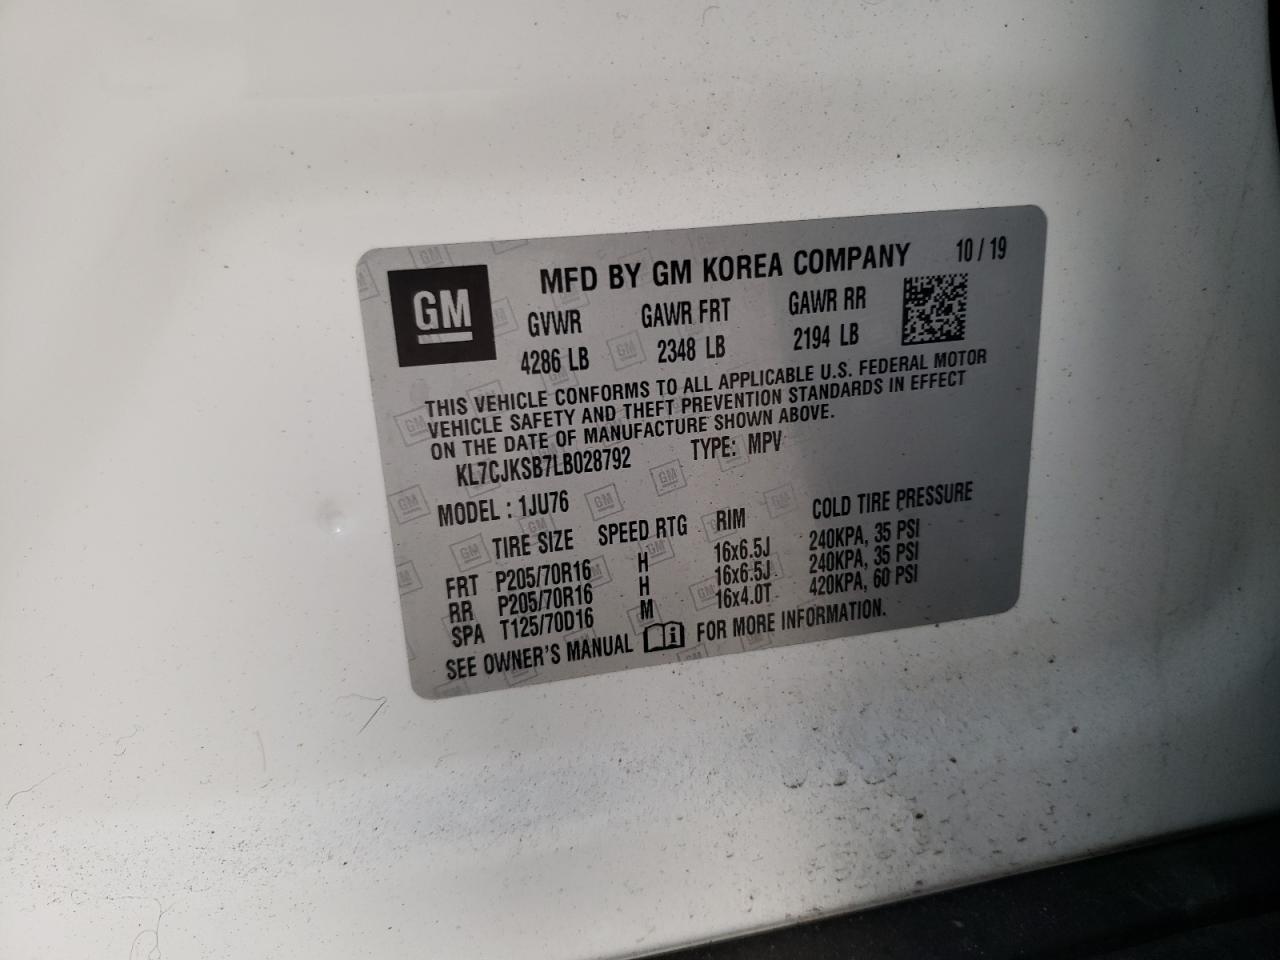 MFD BY GM KOREA COMPANY 10 / 19
GM
GVWR GAWR FRT GAWR RR
4286 LB 2348 LB 2194 LB
THIS VEHICLE CONFORMS TO ALL APPLICABLE U.S. FEDERAL MOTOR
VEHICLE SAFETY AND THEFT PREVENTION STANDARDS IN EFFECT
ON THE DATE OF MANUFACTURE SHOWN ABOVE.
KL7CJKSB7LB028792 TYPE: MPV
MODEL : 1JU76
TIRE SIZE SPEED RTG RIM COLD TIRE PRESSURE
FRT P205/70R16 H 16x6.5J 240KPA, 35 PSI
RR P205/70R16 H 16x6.5J 240KPA, 35 PSI
SPA T125/70D16 M 16x4.0T 420KPA, 60 PSI
SEE OWNER'S MANUAL FOR MORE INFORMATION.